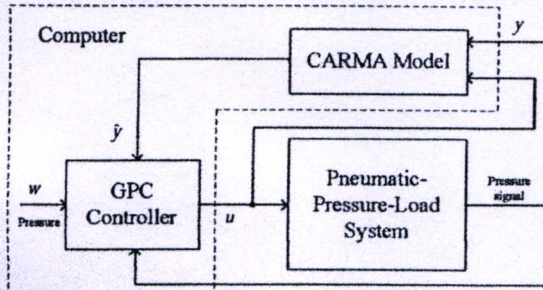 Computer
y
CARMA Model
ŷ
w
Pressure
GPC
Controller
u
Pneumatic-
Pressure-Load
System
Pressure
signal